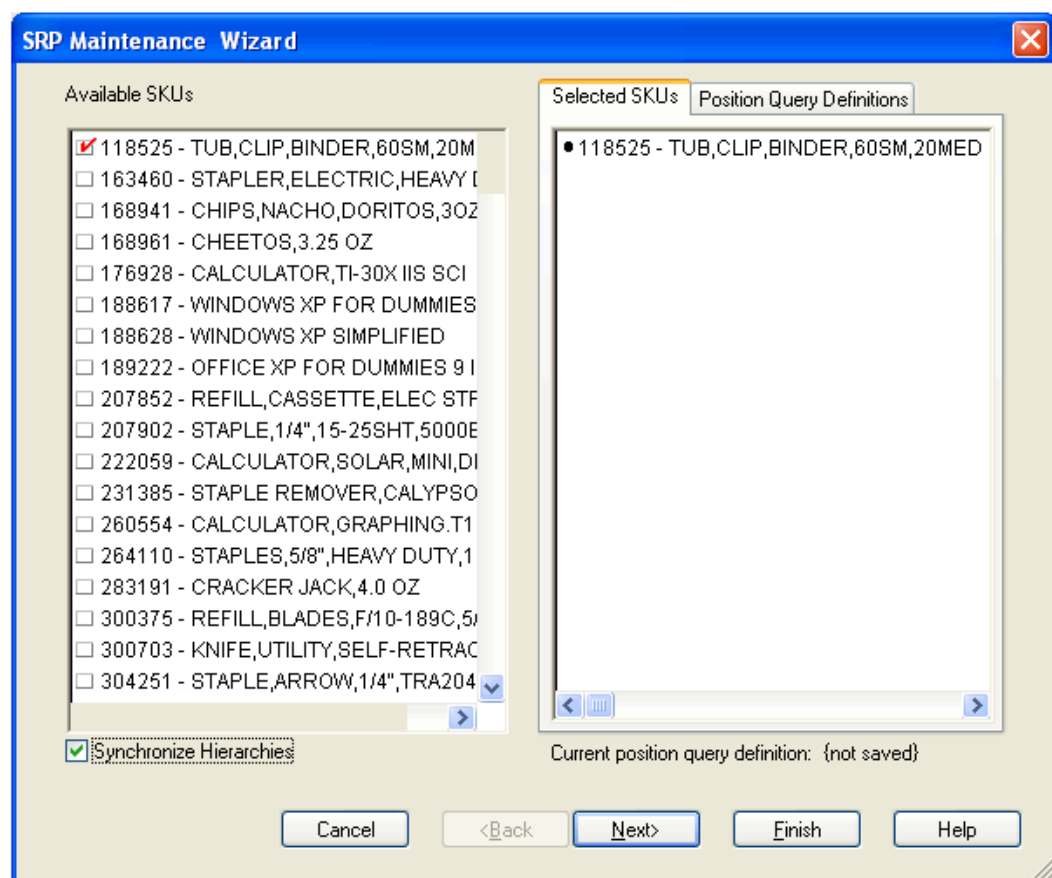 SRP Maintenance Wizard
Available SKUs
118525 - TUB,CLIP,BINDER,60SM,20M
163460 - STAPLER,ELECTRIC,HEAVY
168941 - CHIPS,NACHO,DORITOS,3OZ
168961 - CHEETOS,3.25 OZ
176928 - CALCULATOR,TI-30X IIS SCI
188617 - WINDOWS XP FOR DUMMIES
188628 - WINDOWS XP SIMPLIFIED
189222 - OFFICE XP FOR DUMMIES 9 I
207852 - REFILL,CASSETTE,ELEC STF
207902 - STAPLE,1/4",15-25SHT,5000E
222059 - CALCULATOR,SOLAR,MINI,DI
231385 - STAPLE REMOVER,CALYPSO
260554 - CALCULATOR,GRAPHING.T1
264110 - STAPLES,5/8",HEAVY DUTY,1
283191 - CRACKER JACK,4.0 OZ
300375 - REFILL,BLADES,F/10-189C,5/
300703 - KNIFE,UTILITY,SELF-RETRAC
304251 - STAPLE,ARROW,1/4",TRA204
Synchronize Hierarchies
Selected SKUs Position Query Definitions
118525 - TUB,CLIP,BINDER,60SM,20MED
Current position query definition: {not saved}
Cancel <Back Next> Finish Help